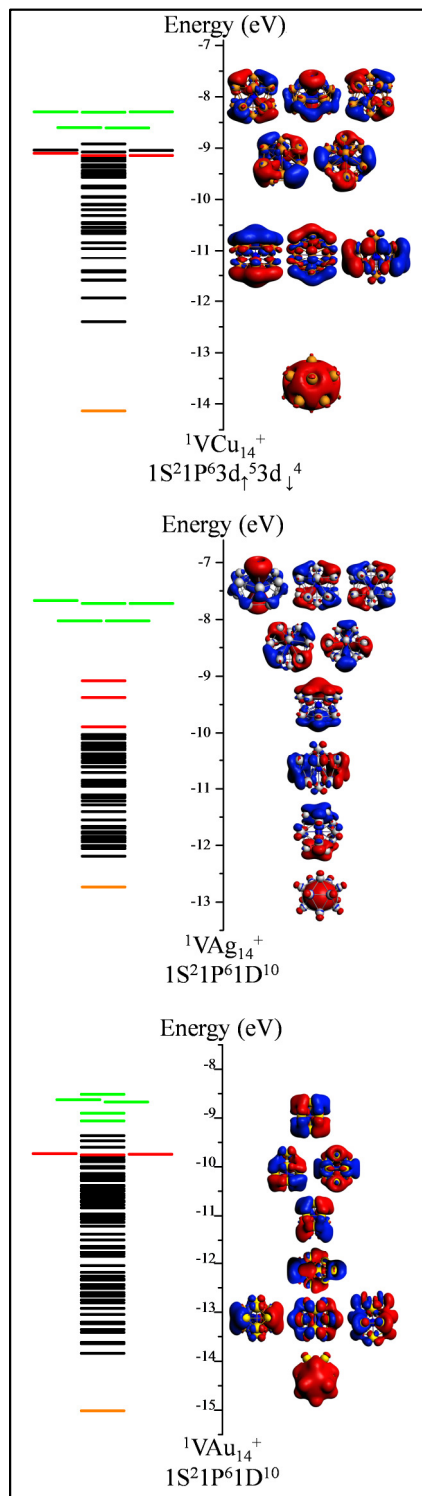 Energy (eV)
-7
-8
-9
-10
-11
-12
-13
-14
¹VCu₁₄⁺
1S²1P⁶3d↑⁵3d↓⁴
Energy (eV)
-7
-8
-9
-10
-11
-12
-13
¹VAg₁₄⁺
1S²1P⁶1D¹⁰
Energy (eV)
-8
-9
-10
-11
-12
-13
-14
-15
¹VAu₁₄⁺
1S²1P⁶1D¹⁰